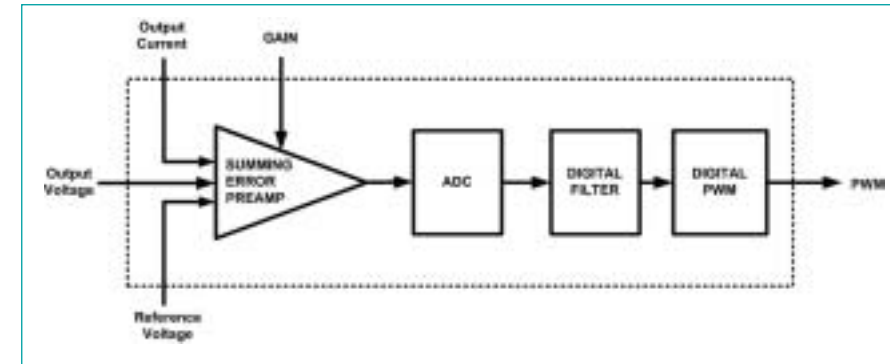 Output
Current
GAIN
Output
Voltage
SUMMING
ERROR
PREAMP
ADC
DIGITAL
FILTER
DIGITAL
PWM
PWM
Reference
Voltage